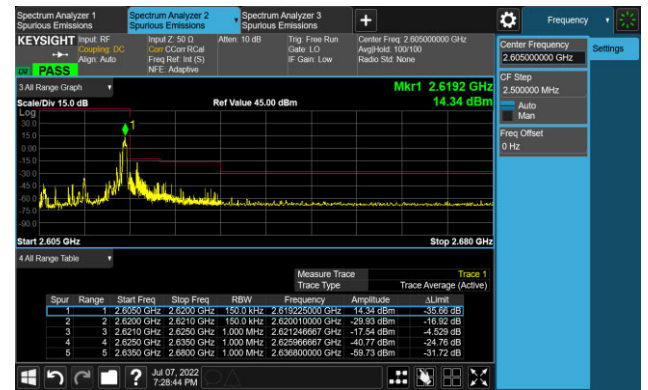 Spectrum Analyzer 1
Spurious Emissions
Spectrum Analyzer 2
Spurious Emissions
Spectrum Analyzer 3
Spurious Emissions
Frequency
KEYSIGHT
Input: RF
Coupling: DC
Align: Auto
Input Z: 50 Ω
Corr CCorr RCal
Freq Ref: Int (S)
NFE: Adaptive
Atten: 10 dB
Trig: Free Run
Gate: LO
IF Gain: Low
Center Freq: 2.605000000 GHz
Avg|Hold: 100/100
Radio Std: None
PASS
Center Frequency
2.605000000 GHz
Settings
CF Step
2.500000 MHz
Auto
Man
Freq Offset
0 Hz
3 All Range Graph
Mkr1 2.6192 GHz
14.34 dBm
Scale/Div 15.0 dB
Ref Value 45.00 dBm
Log
30.0
15.0
0.00
-15.0
-30.0
-45.0
-60.0
-75.0
-90.0
1
Start 2.605 GHz
Stop 2.680 GHz
4 All Range Table
Measure Trace Trace 1
Trace Type Trace Average (Active)
Spur Range Start Freq Stop Freq RBW Frequency Amplitude ΔLimit
1 1 2.6050 GHz 2.6200 GHz 150.0 kHz 2.619225000 GHz 14.34 dBm -35.66 dB
2 2 2.6200 GHz 2.6210 GHz 150.0 kHz 2.620010000 GHz -29.93 dBm -16.92 dB
3 3 2.6210 GHz 2.6250 GHz 1.000 MHz 2.621246667 GHz -17.54 dBm -4.529 dB
4 4 2.6250 GHz 2.6350 GHz 1.000 MHz 2.625966667 GHz -40.77 dBm -24.76 dB
5 5 2.6350 GHz 2.6800 GHz 1.000 MHz 2.636800000 GHz -59.73 dBm -31.72 dB
Jul 07, 2022
7:28:44 PM